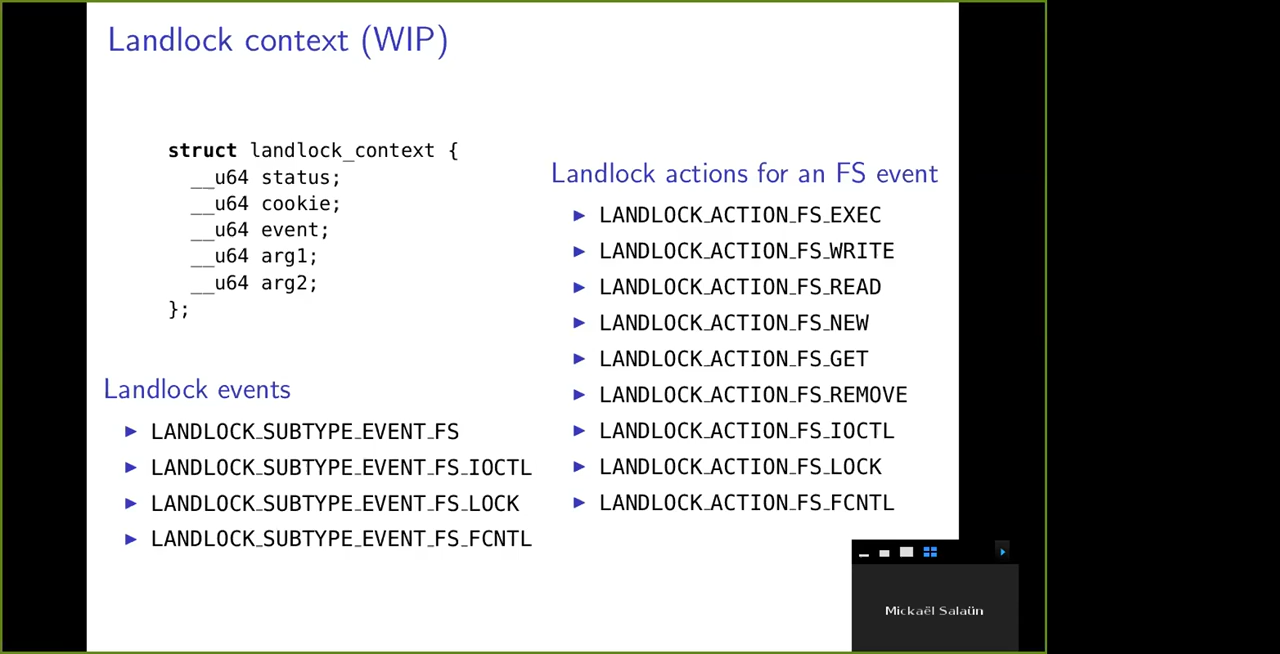 Landlock context (WIP)
struct landlock_context {
__u64 status;
__u64 cookie;
__u64 event;
__u64 arg1;
__u64 arg2;
};
Landlock events
▶ LANDLOCK_SUBTYPE_EVENT_FS
▶ LANDLOCK_SUBTYPE_EVENT_FS_IOCTL
▶ LANDLOCK_SUBTYPE_EVENT_FS_LOCK
▶ LANDLOCK_SUBTYPE_EVENT_FS_FCNTL
Landlock actions for an FS event
▶ LANDLOCK_ACTION_FS_EXEC
▶ LANDLOCK_ACTION_FS_WRITE
▶ LANDLOCK_ACTION_FS_READ
▶ LANDLOCK_ACTION_FS_NEW
▶ LANDLOCK_ACTION_FS_GET
▶ LANDLOCK_ACTION_FS_REMOVE
▶ LANDLOCK_ACTION_FS_IOCTL
▶ LANDLOCK_ACTION_FS_LOCK
▶ LANDLOCK_ACTION_FS_FCNTL
Mickaël Salaün